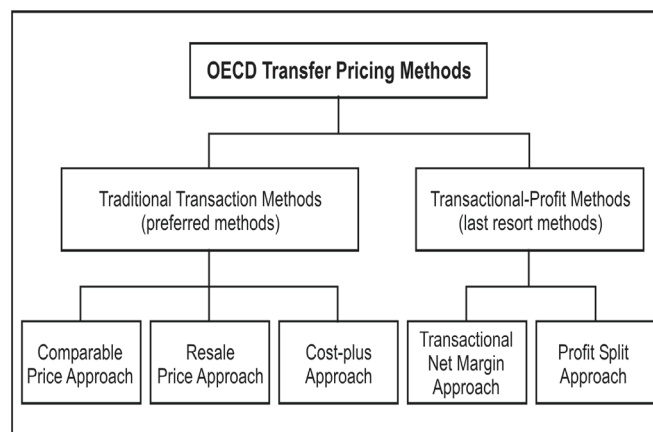 OECD Transfer Pricing Methods
Traditional Transaction Methods
(preferred methods)
Transactional-Profit Methods
(last resort methods)
Comparable
Price Approach
Resale
Price Approach
Cost-plus
Approach
Transactional
Net Margin
Approach
Profit Split
Approach